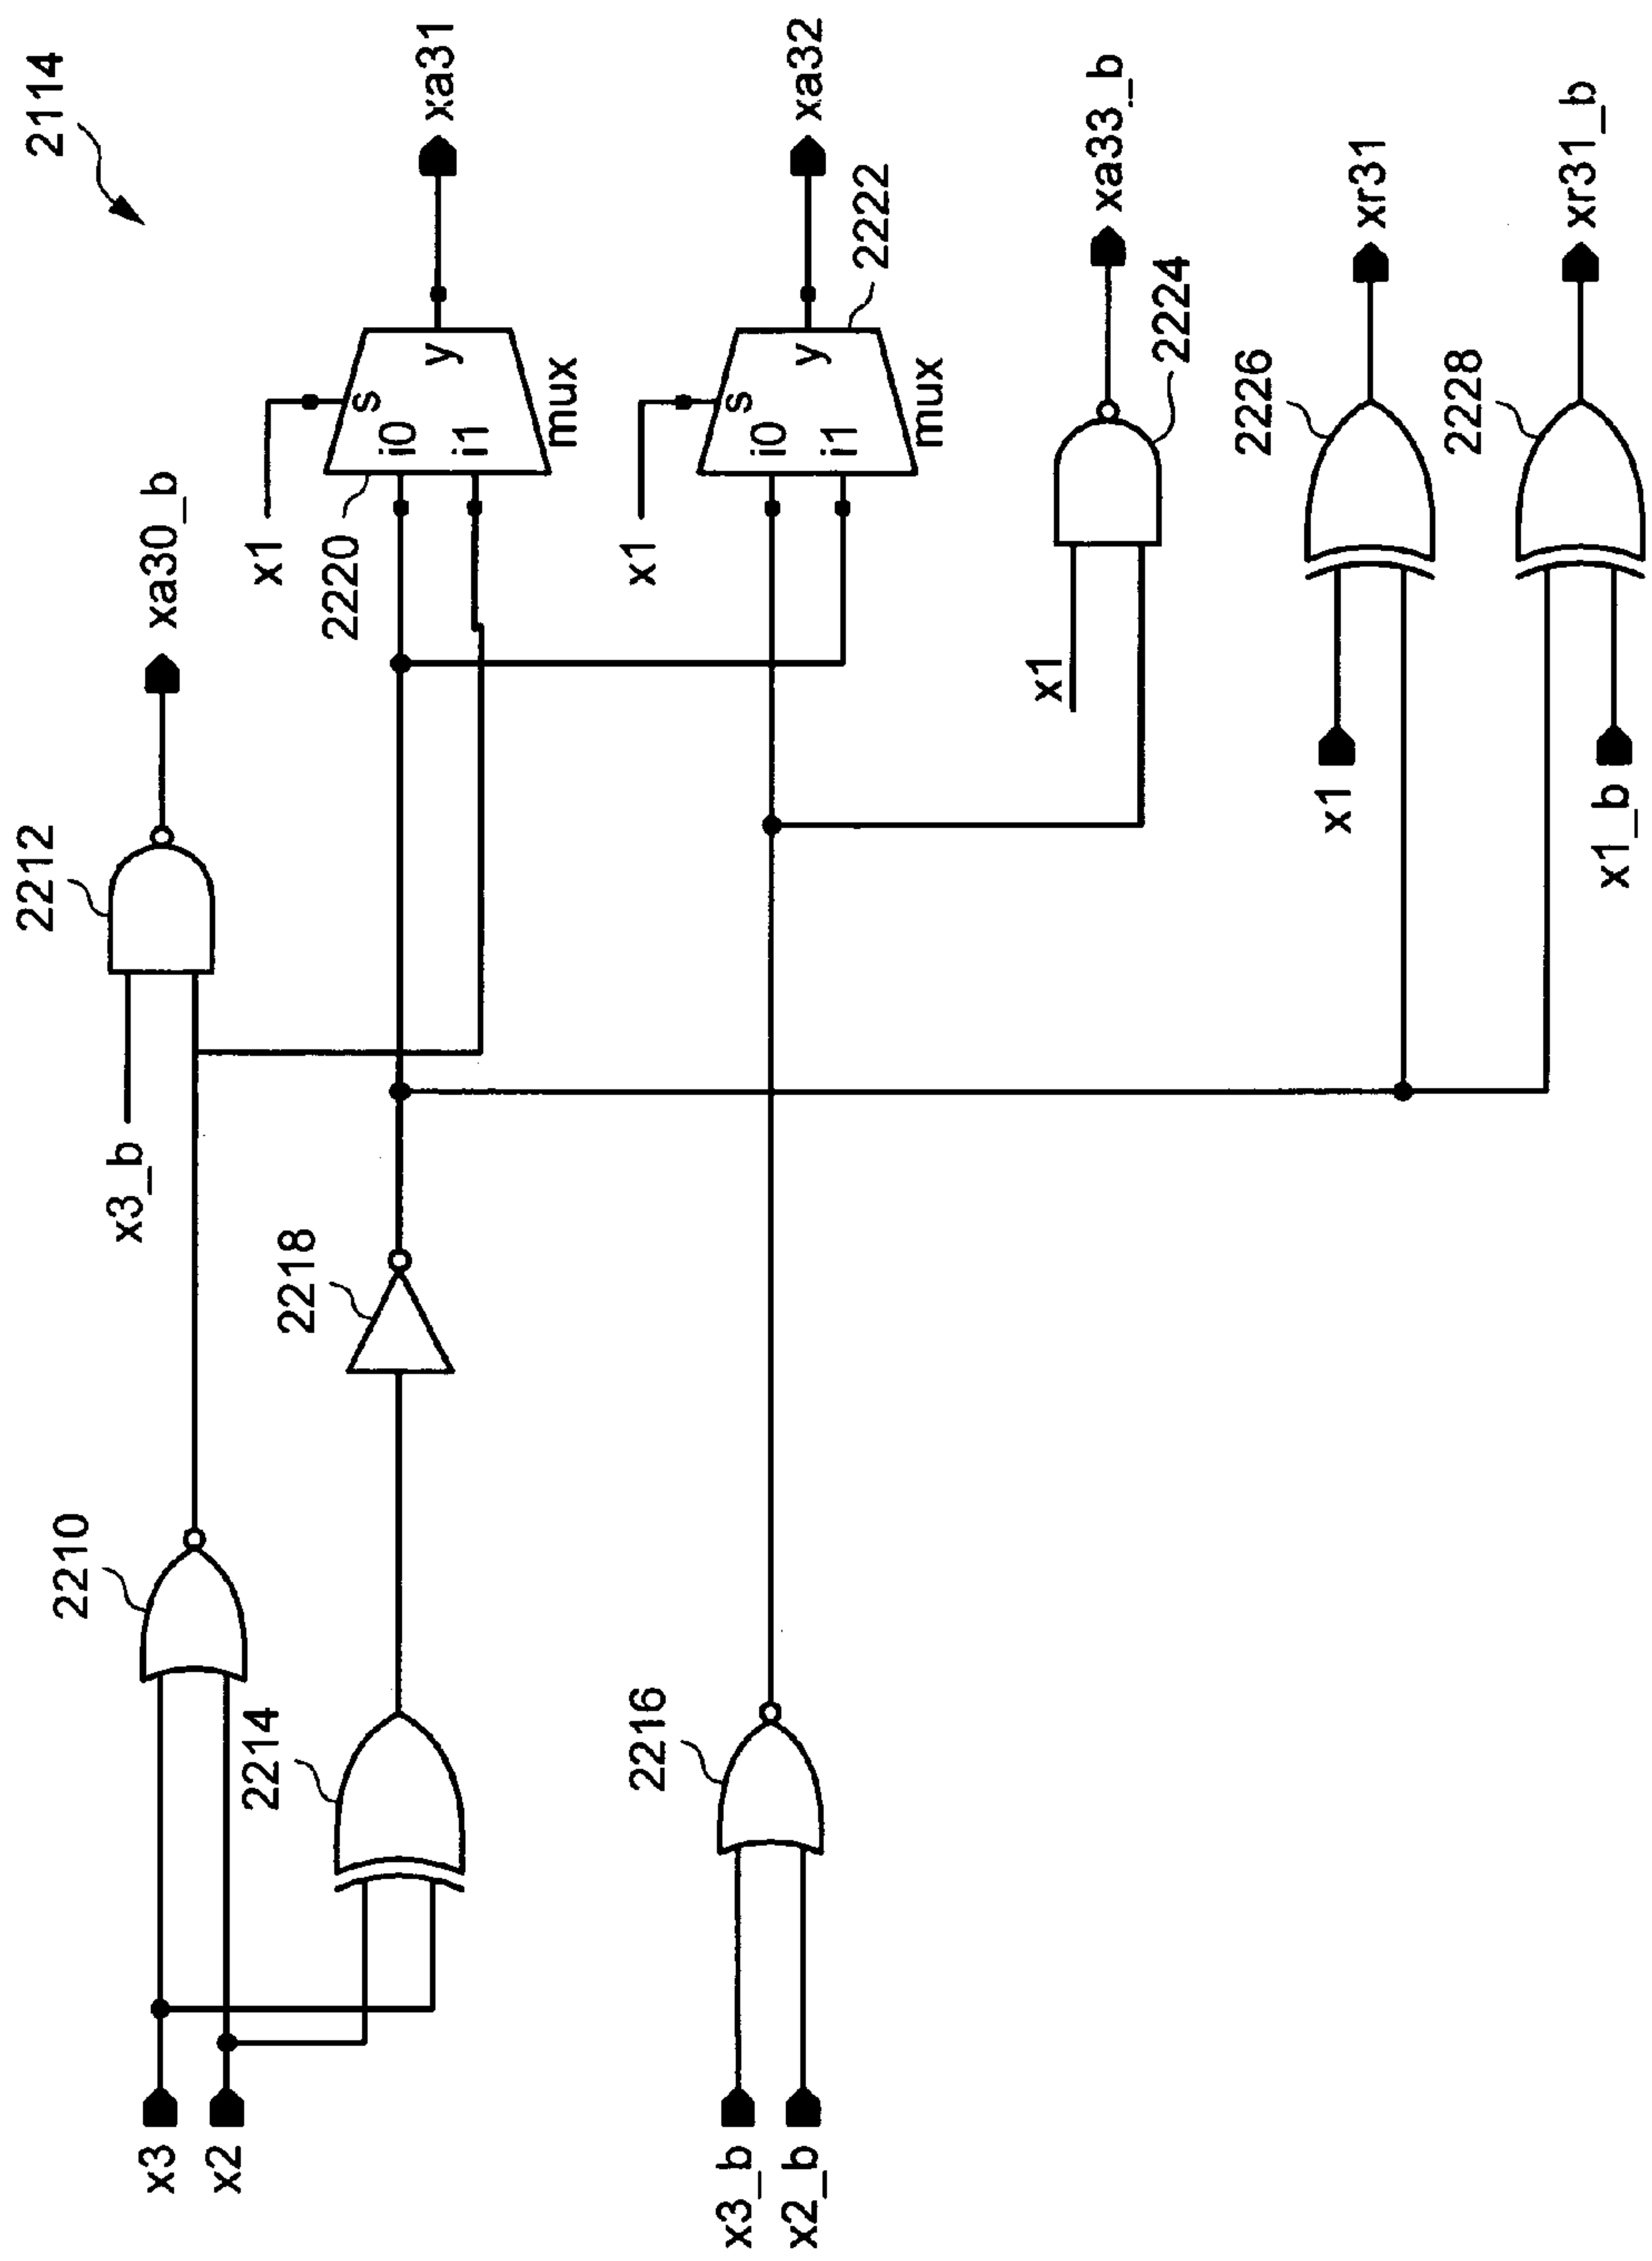 2114
x3
x2
2210
2212
x3_b
xa30_b
2214
2218
x1
2220
s
i0
i1
y
mux
xa31
x3_b
x2_b
2216
x1
s
i0
i1
y
mux
2222
xa32
x1
2224
xa33_b
x1
2226
xr31
x1_b
2228
xr31_b